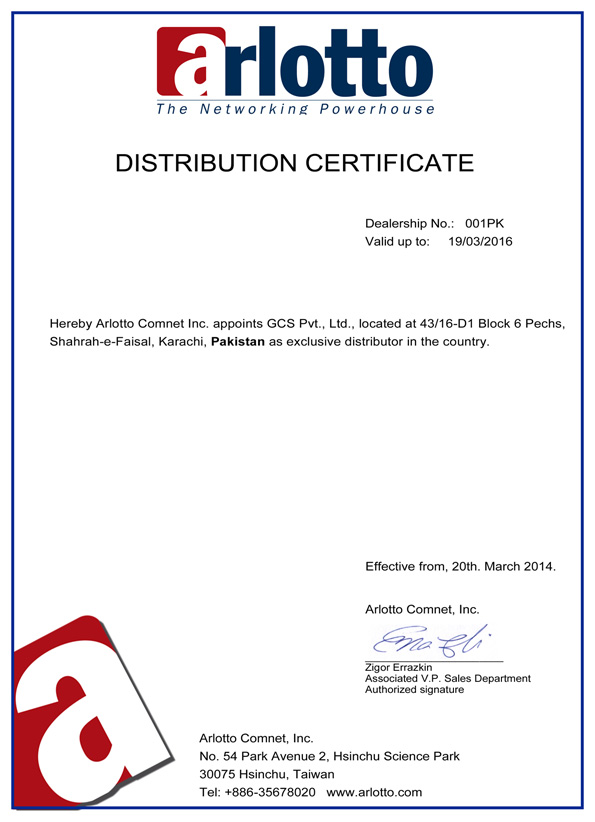 arlotto
The Networking Powerhouse
DISTRIBUTION CERTIFICATE
Dealership No.: 001PK
Valid up to: 19/03/2016
Hereby Arlotto Comnet Inc. appoints GCS Pvt., Ltd., located at 43/16-D1 Block 6 Pechs,
Shahrah-e-Faisal, Karachi, Pakistan as exclusive distributor in the country.
Effective from, 20th. March 2014.
Arlotto Comnet, Inc.
Zigor Errazkin
Associated V.P. Sales Department
Authorized signature
a
Arlotto Comnet, Inc.
No. 54 Park Avenue 2, Hsinchu Science Park
30075 Hsinchu, Taiwan
Tel: +886-35678020 www.arlotto.com